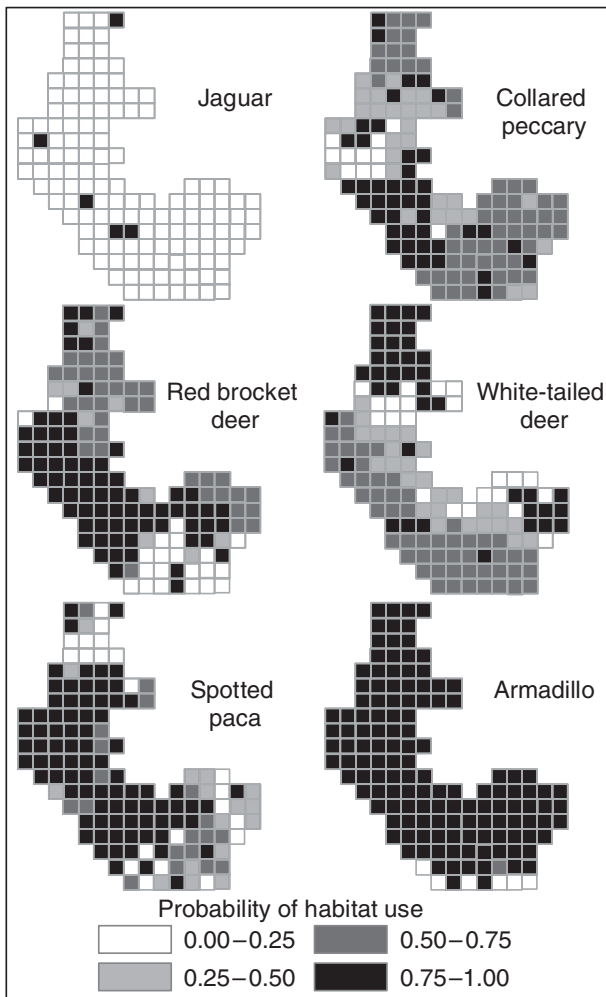 Jaguar
Collared
peccary
Red brocket
deer
White-tailed
deer
Spotted
paca
Armadillo
Probability of habitat use
0.00–0.25
0.50–0.75
0.25–0.50
0.75–1.00